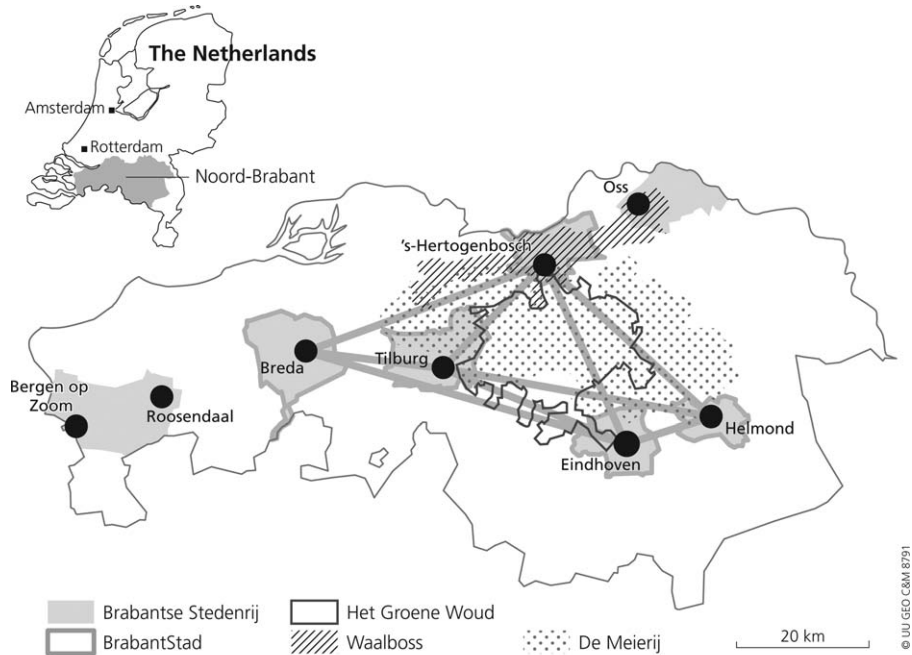 The Netherlands
Amsterdam
Rotterdam
Noord-Brabant
Oss
's-Hertogenbosch
Breda
Tilburg
Bergen op
Zoom
Roosendaal
Helmond
Eindhoven
Brabantse Stedenrij
Het Groene Woud
BrabantStad
Waalboss
De Meierij
20 km
© UU GEO C&M 8791